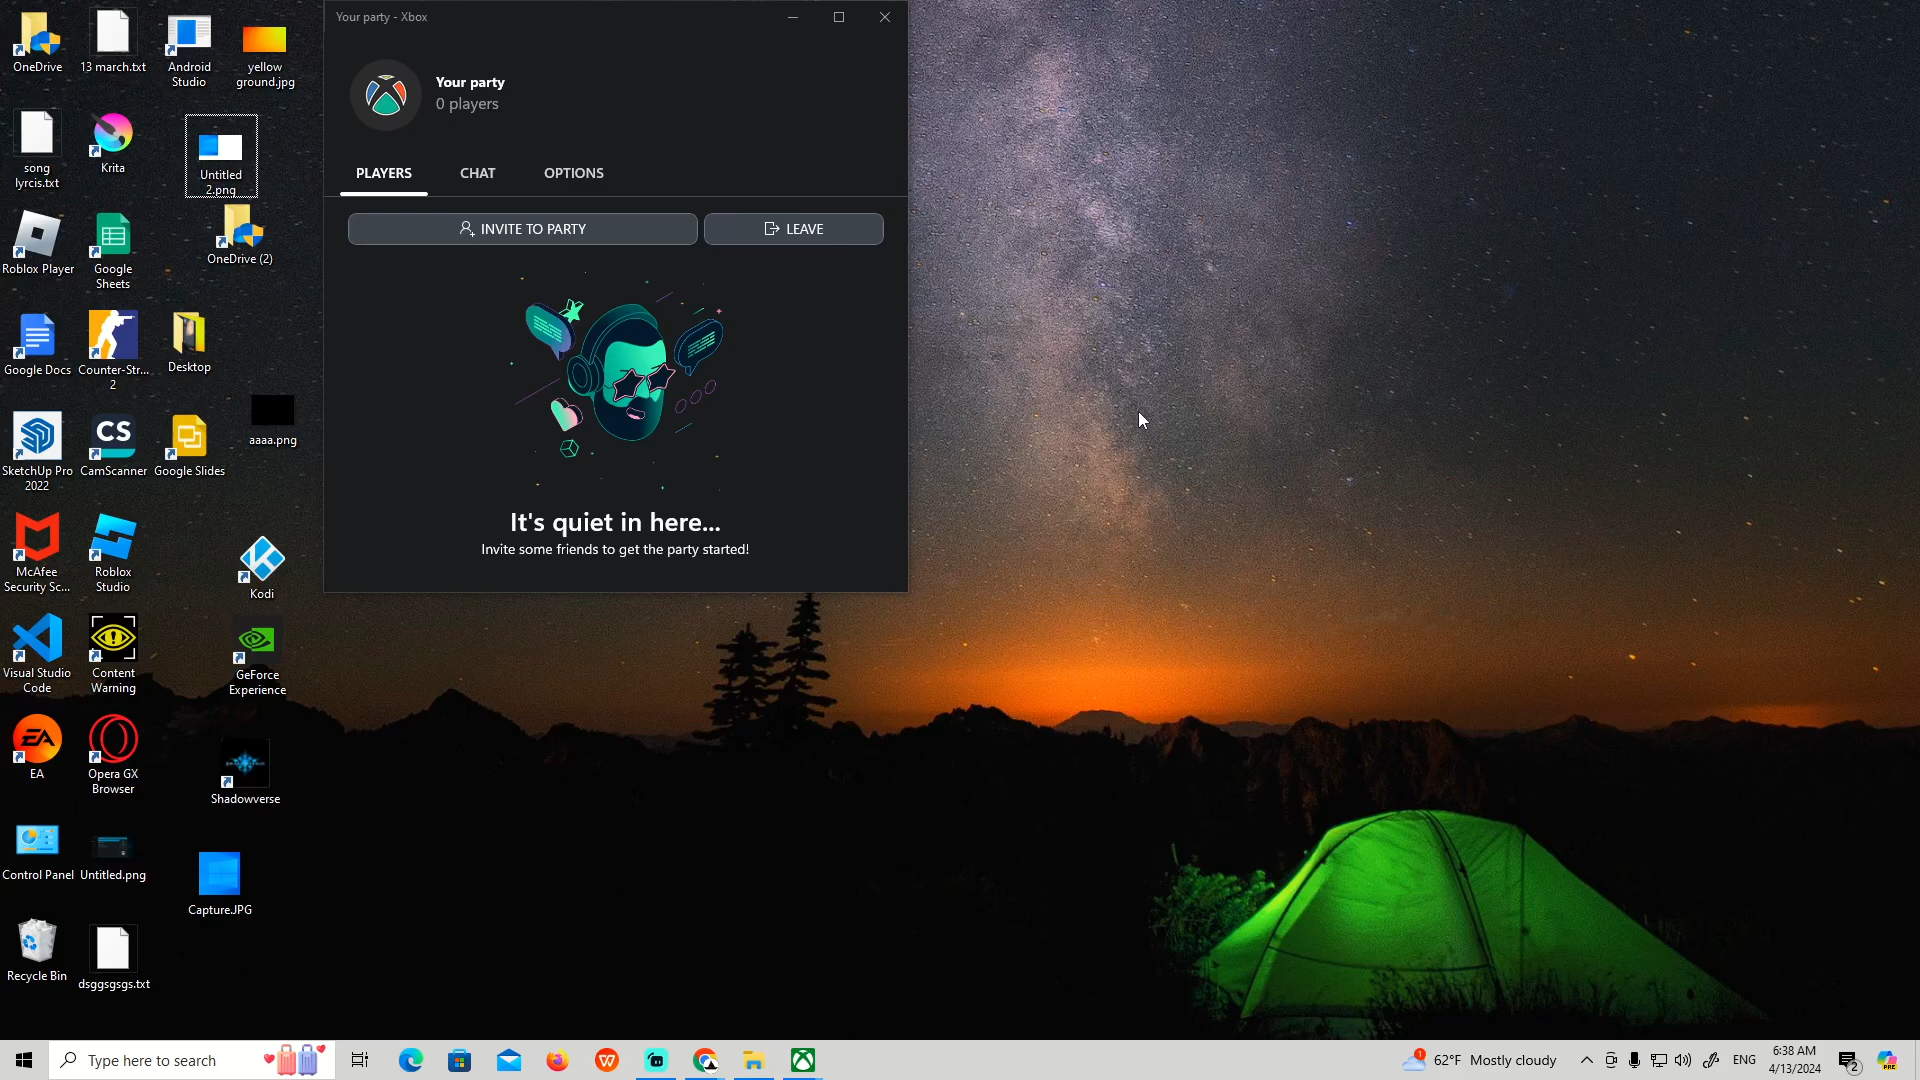 Your party - Xbox
Your party
0 players
PLAYERS
CHAT
OPTIONS
INVITE TO PARTY
LEAVE
It's quiet in here...
Invite some friends to get the party started!
OneDrive
13 march.txt
Android
Studio
yellow
ground.jpg
song
lyrcis.txt
Krita
Untitled
2.png
Roblox Player
Google
Sheets
OneDrive (2)
Google Docs
Counter-Str...
2
Desktop
SketchUp Pro
2022
CS
CamScanner
Google Slides
aaaa.png
McAfee
Security Sc...
Roblox
Studio
Kodi
Visual Studio
Code
Content
Warning
GeForce
Experience
EA
EA
Opera GX
Browser
Shadowverse
Control Panel
Untitled.png
Capture.JPG
Recycle Bin
dsggsgsgs.txt
Type here to search
1
62°F Mostly cloudy
ENG
6:38 AM
4/13/2024
2
PRE